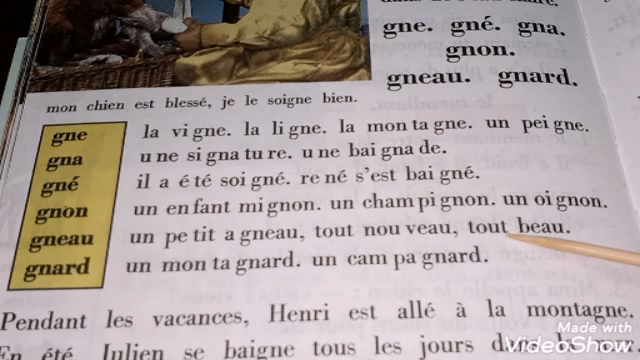 gne. gné. gna.
gnon.
gneau. gnard.
mon chien est blessé, je le soigne bien.
gne la vi gne. la li gne. la mon ta gne. un pei gne.
gna u ne si gna tu re. u ne bai gna de.
gné il a é té soi gné. re né s'est bai gné.
gnon un en fant mi gnon. un cham pi gnon. un oi gnon.
gneau un pe tit a gneau, tout nou veau, tout beau.
gnard un mon ta gnard. un cam pa gnard.
Pendant les vacances, Henri est allé à la montagne.
En été, Julien se baigne tous les jours
Made with
VideoShow